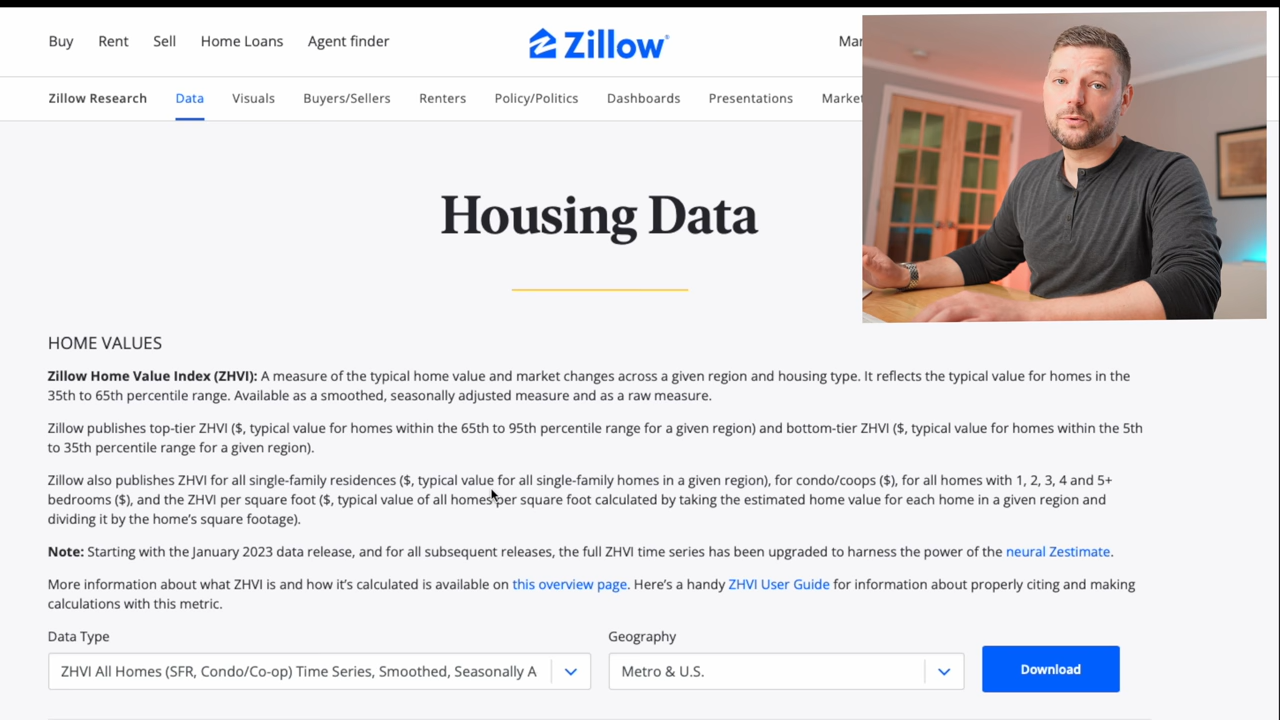 Buy Rent Sell Home Loans Agent finder Zillow
Zillow Research Data Visuals Buyers/Sellers Renters Policy/Politics Dashboards Presentations Market
Housing Data
HOME VALUES
Zillow Home Value Index (ZHVI): A measure of the typical home value and market changes across a given region and housing type. It reflects the typical value for homes in the
35th to 65th percentile range. Available as a smoothed, seasonally adjusted measure and as a raw measure.
Zillow publishes top-tier ZHVI ($, typical value for homes within the 65th to 95th percentile range for a given region) and bottom-tier ZHVI ($, typical value for homes within the 5th
to 35th percentile range for a given region).
Zillow also publishes ZHVI for all single-family residences ($, typical value for all single-family homes in a given region), for condo/coops ($), for all homes with 1, 2, 3, 4 and 5+
bedrooms ($), and the ZHVI per square foot ($, typical value of all homes per square foot calculated by taking the estimated home value for each home in a given region and
dividing it by the home’s square footage).
Note: Starting with the January 2023 data release, and for all subsequent releases, the full ZHVI time series has been upgraded to harness the power of the neural Zestimate.
More information about what ZHVI is and how it’s calculated is available on this overview page. Here’s a handy ZHVI User Guide for information about properly citing and making
calculations with this metric.
Data Type Geography
ZHVI All Homes (SFR, Condo/Co-op) Time Series, Smoothed, Seasonally A Metro & U.S. Download